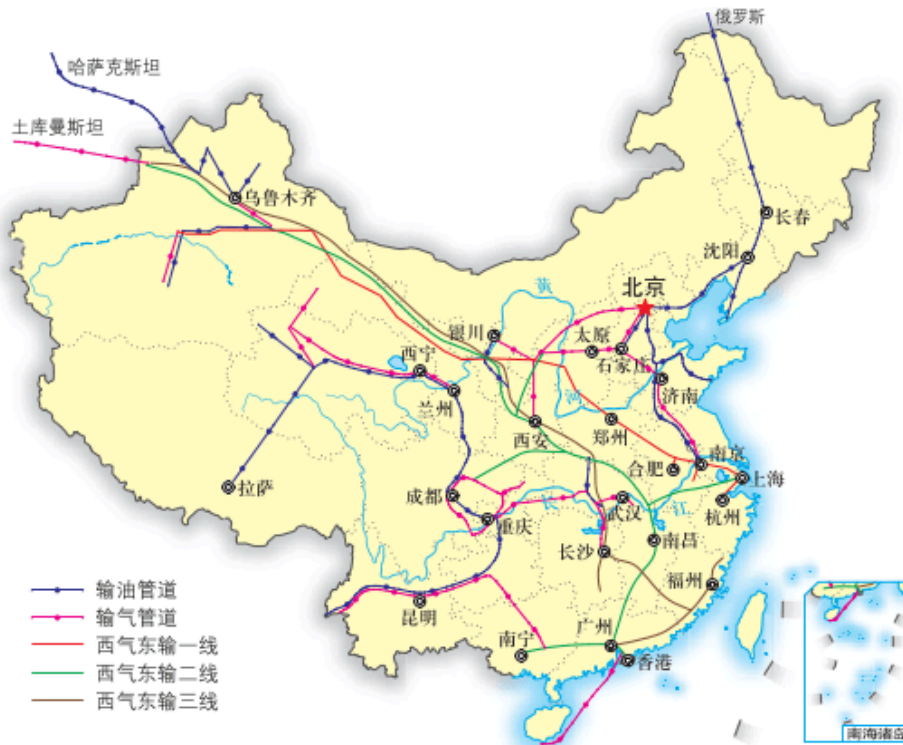 俄罗斯
哈萨克斯坦
土库曼斯坦
乌鲁木齐
长春
沈阳
北京
黄
银川
太原
石家庄
西宁
济南
兰州
河
西安
郑州
合肥
南京
上海
拉萨
成都
重庆
长
武汉
江
杭州
南昌
长沙
福州
昆明
广州
南宁
香港
输油管道
输气管道
西气东输一线
西气东输二线
西气东输三线
南海诸岛